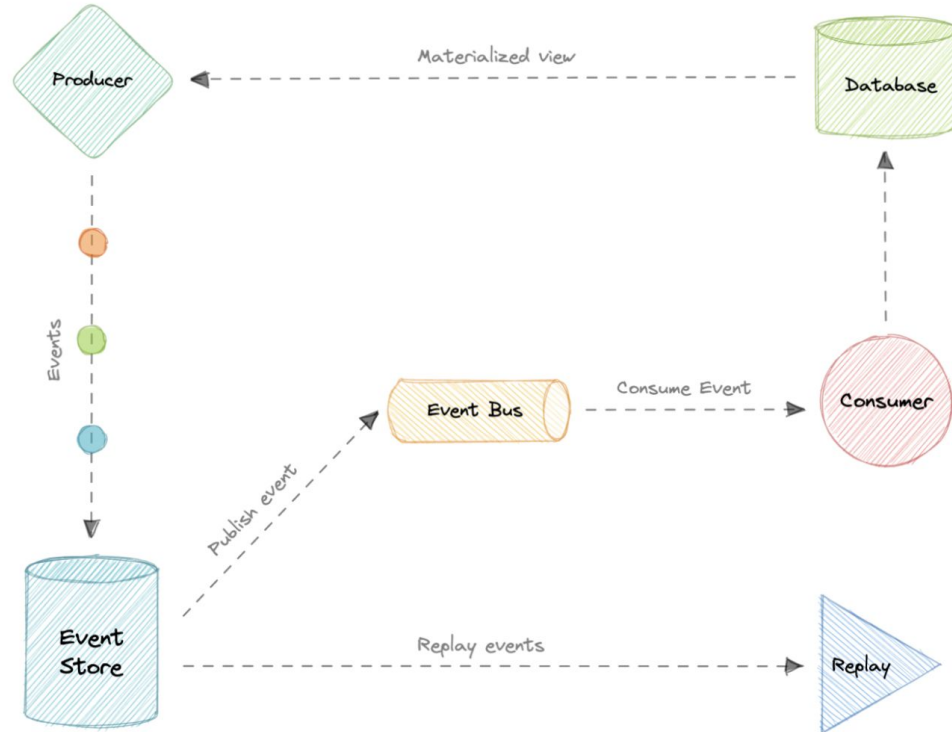 Materialized view
Producer
Database
Events
Event Bus
Consume Event
Consumer
Publish event
Event
Store
Replay events
Replay